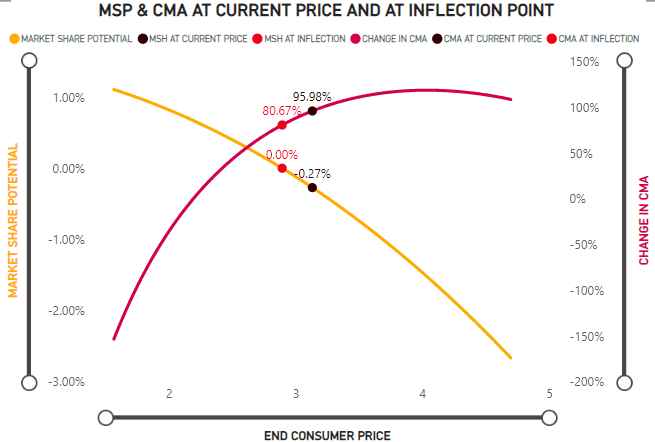 MSP & CMA AT CURRENT PRICE AND AT INFLECTION POINT
MARKET SHARE POTENTIAL MSH AT CURRENT PRICE MSH AT INFLECTION CHANGE IN CMA CMA AT CURRENT PRICE CMA AT INFLECTION
150%
1.00%
100%
95.98%
80.67%
50%
0.00%
0.00%
-0.27%
0%
-1.00%
-50%
-100%
-2.00%
-150%
-3.00%
-200%
2 3 4 5
MARKET SHARE POTENTIAL
CHANGE IN CMA
END CONSUMER PRICE